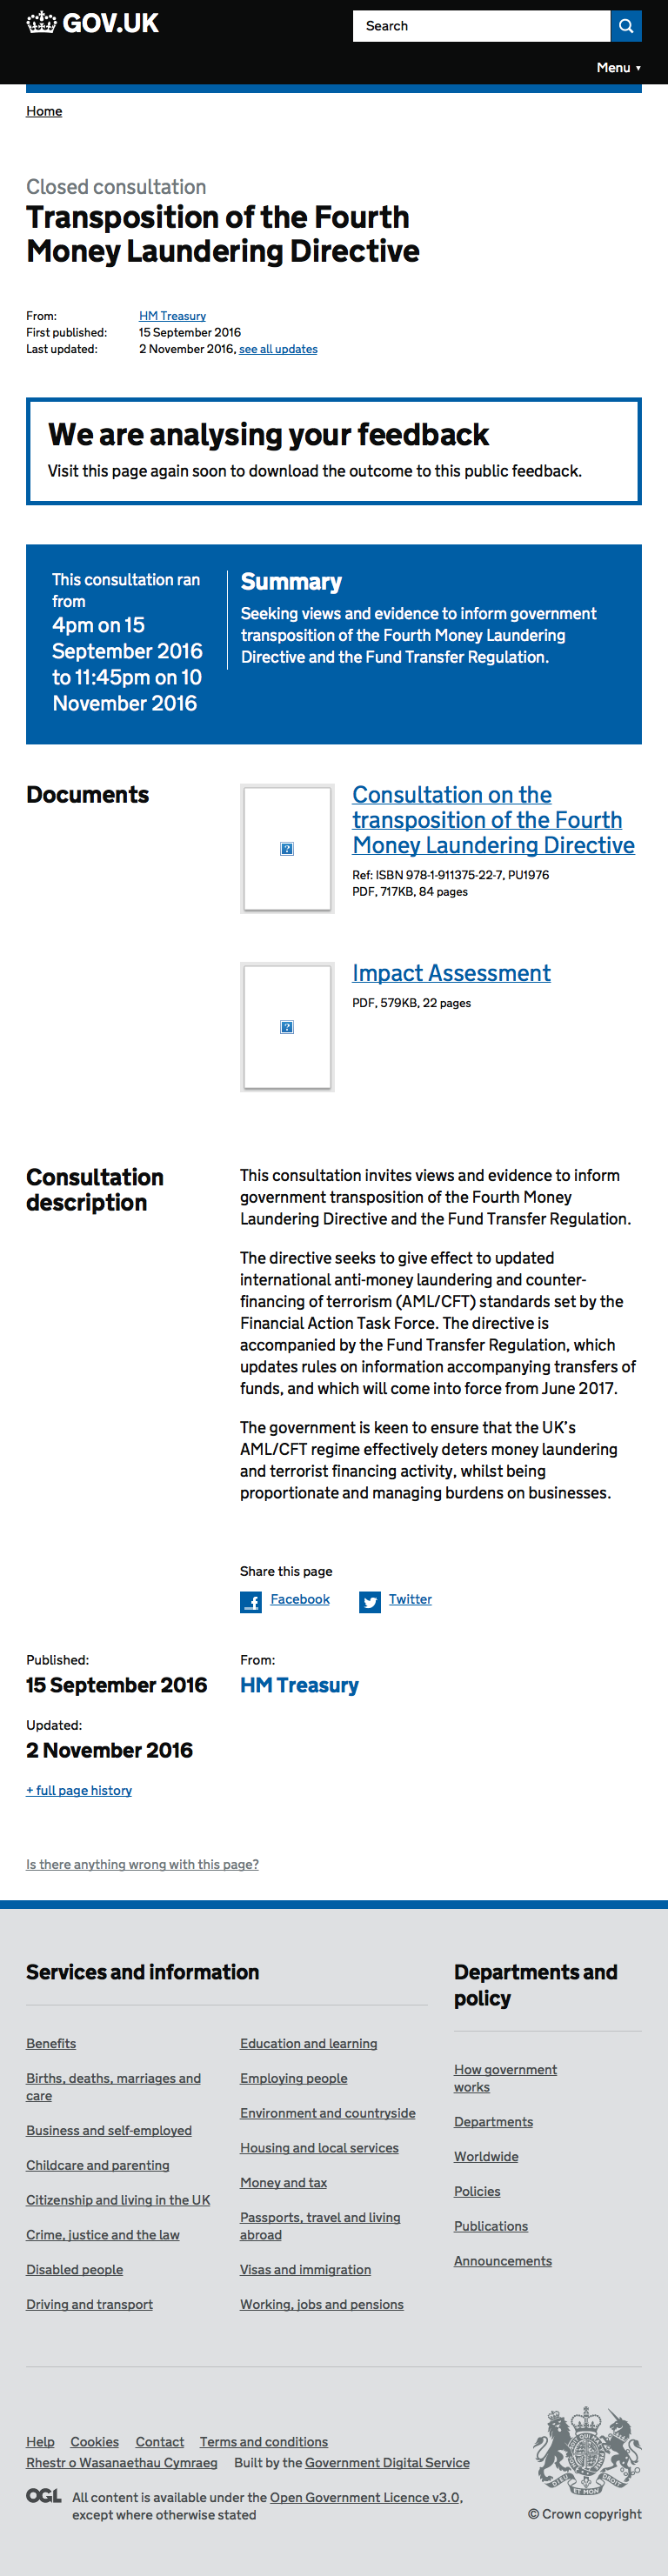 GOV.UK
Search
Menu ▼
Home
Closed consultation
Transposition of the Fourth
Money Laundering Directive
From: HM Treasury
First published: 15 September 2016
Last updated: 2 November 2016, see all updates
We are analysing your feedback
Visit this page again soon to download the outcome to this public feedback.
This consultation ran
from
4pm on 15
September 2016
to 11:45pm on 10
November 2016
Summary
Seeking views and evidence to inform government
transposition of the Fourth Money Laundering
Directive and the Fund Transfer Regulation.
Documents
Consultation on the
transposition of the Fourth
Money Laundering Directive
Ref: ISBN 978-1-911375-22-7, PU1976
PDF, 717KB, 84 pages
Impact Assessment
PDF, 579KB, 22 pages
Consultation
description
This consultation invites views and evidence to inform
government transposition of the Fourth Money
Laundering Directive and the Fund Transfer Regulation.
The directive seeks to give effect to updated
international anti-money laundering and counter-
financing of terrorism (AML/CFT) standards set by the
Financial Action Task Force. The directive is
accompanied by the Fund Transfer Regulation, which
updates rules on information accompanying transfers of
funds, and which will come into force from June 2017.
The government is keen to ensure that the UK's
AML/CFT regime effectively deters money laundering
and terrorist financing activity, whilst being
proportionate and managing burdens on businesses.
Share this page
Facebook Twitter
Published:
15 September 2016
From:
HM Treasury
Updated:
2 November 2016
+ full page history
Is there anything wrong with this page?
Services and information
Benefits
Births, deaths, marriages and
care
Business and self-employed
Childcare and parenting
Citizenship and living in the UK
Crime, justice and the law
Disabled people
Driving and transport
Education and learning
Employing people
Environment and countryside
Housing and local services
Money and tax
Passports, travel and living
abroad
Visas and immigration
Working, jobs and pensions
Departments and
policy
How government
works
Departments
Worldwide
Policies
Publications
Announcements
Help Cookies Contact Terms and conditions
Rhestr o Wasanaethau Cymraeg Built by the Government Digital Service
OGL
All content is available under the Open Government Licence v3.0,
except where otherwise stated
© Crown copyright